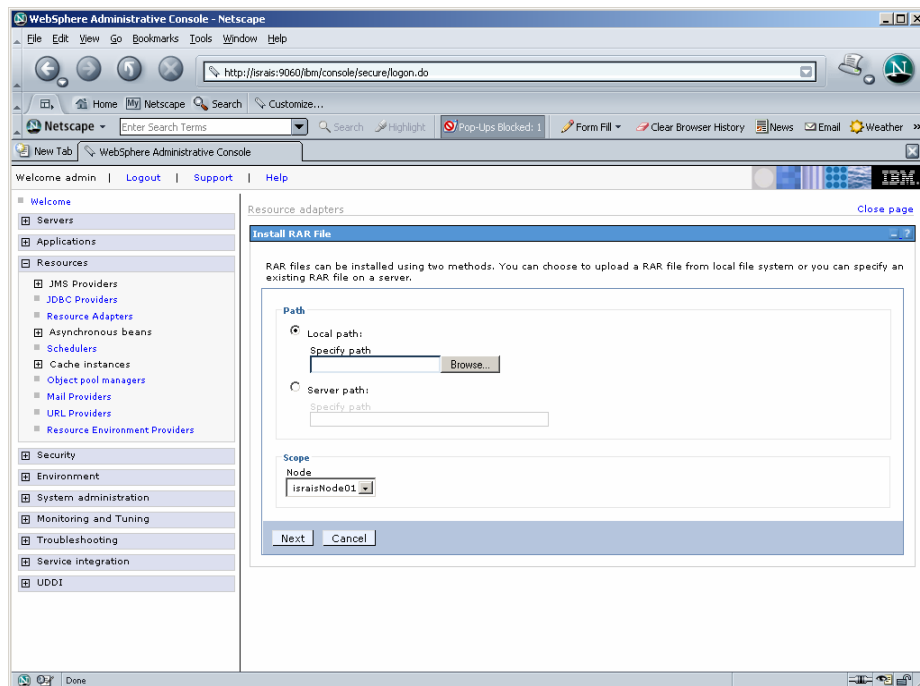 WebSphere Administrative Console - Netscape
File Edit View Go Bookmarks Tools Window Help
http://israis:9060/ibm/console/secure/logon.do
Home My Netscape Search Customize...
Netscape Enter Search Terms Search Highlight Pop-Ups Blocked: 1 Form Fill Clear Browser History News Email Weather »
New Tab WebSphere Administrative Console
Welcome admin | Logout | Support | Help IBM.
Welcome
Servers
Applications
Resources
JMS Providers
JDBC Providers
Resource Adapters
Asynchronous beans
Schedulers
Cache instances
Object pool managers
Mail Providers
URL Providers
Resource Environment Providers
Security
Environment
System administration
Monitoring and Tuning
Troubleshooting
Service integration
UDDI
Resource adapters Close page
Install RAR File ?
RAR files can be installed using two methods. You can choose to upload a RAR file from local file system or you can specify an
existing RAR file on a server.
Path
Local path:
Specify path
Browse...
Server path:
Specify path
Scope
Node
israisNode01
Next Cancel
Done